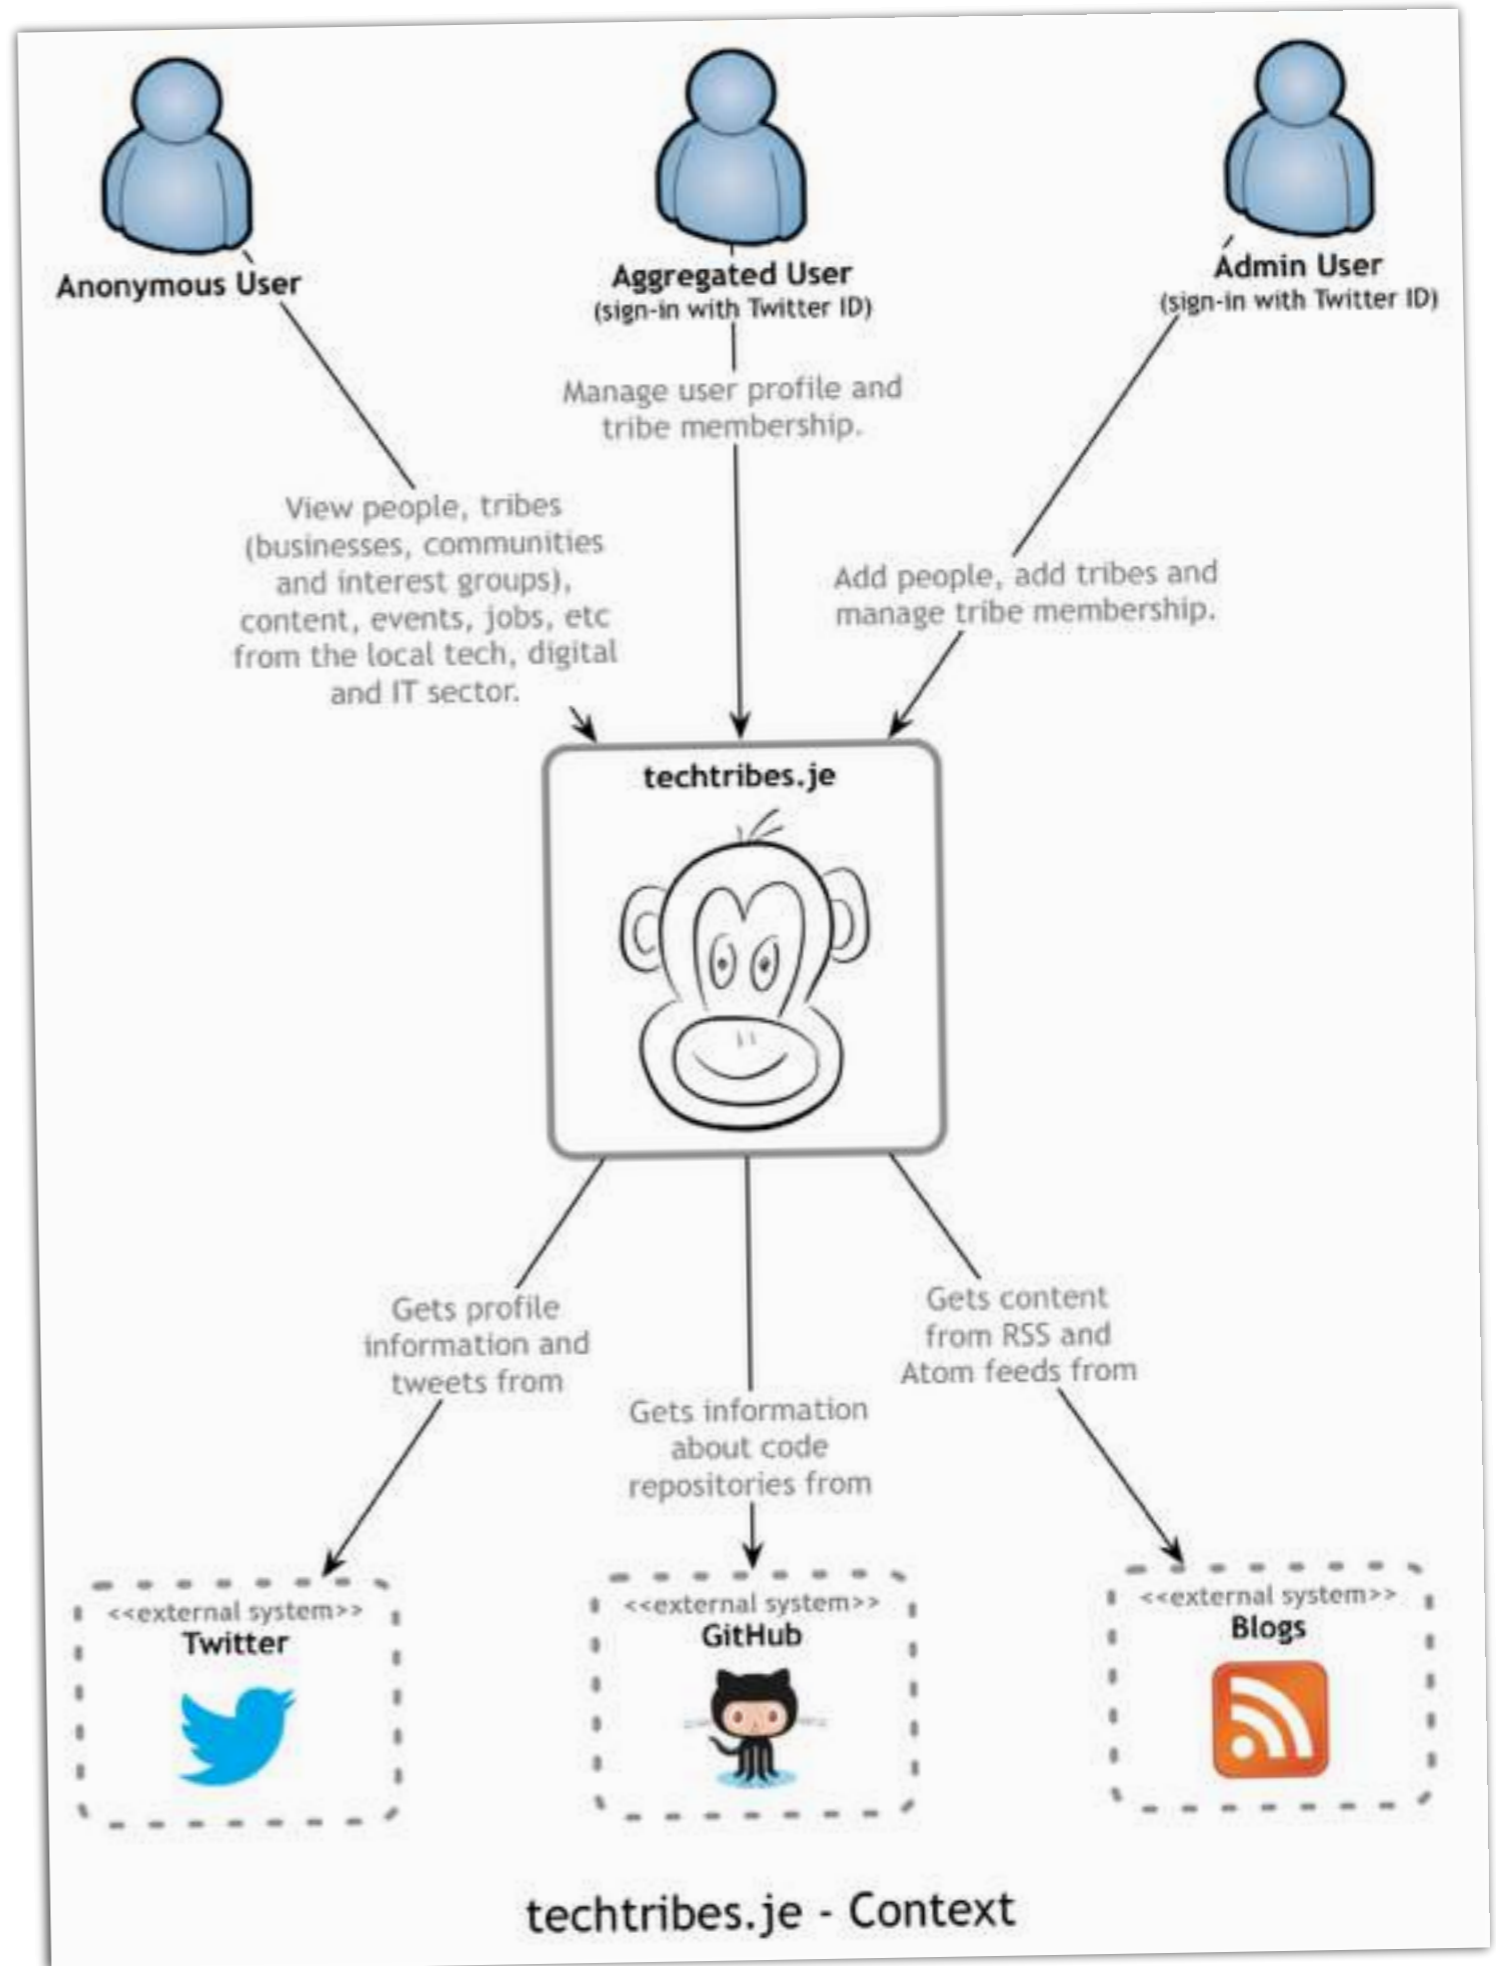 Anonymous User
Aggregated User
(sign-in with Twitter ID)
Admin User
(sign-in with Twitter ID)
Manage user profile and
tribe membership.
View people, tribes
(businesses, communities
and interest groups),
content, events, jobs, etc
from the local tech, digital
and IT sector.
Add people, add tribes and
manage tribe membership.
techtribes.je
Gets profile
information and
tweets from
Gets information
about code
repositories from
Gets content
from RSS and
Atom feeds from
<<external system>>
Twitter
<<external system>>
GitHub
<<external system>>
Blogs
techtribes.je - Context